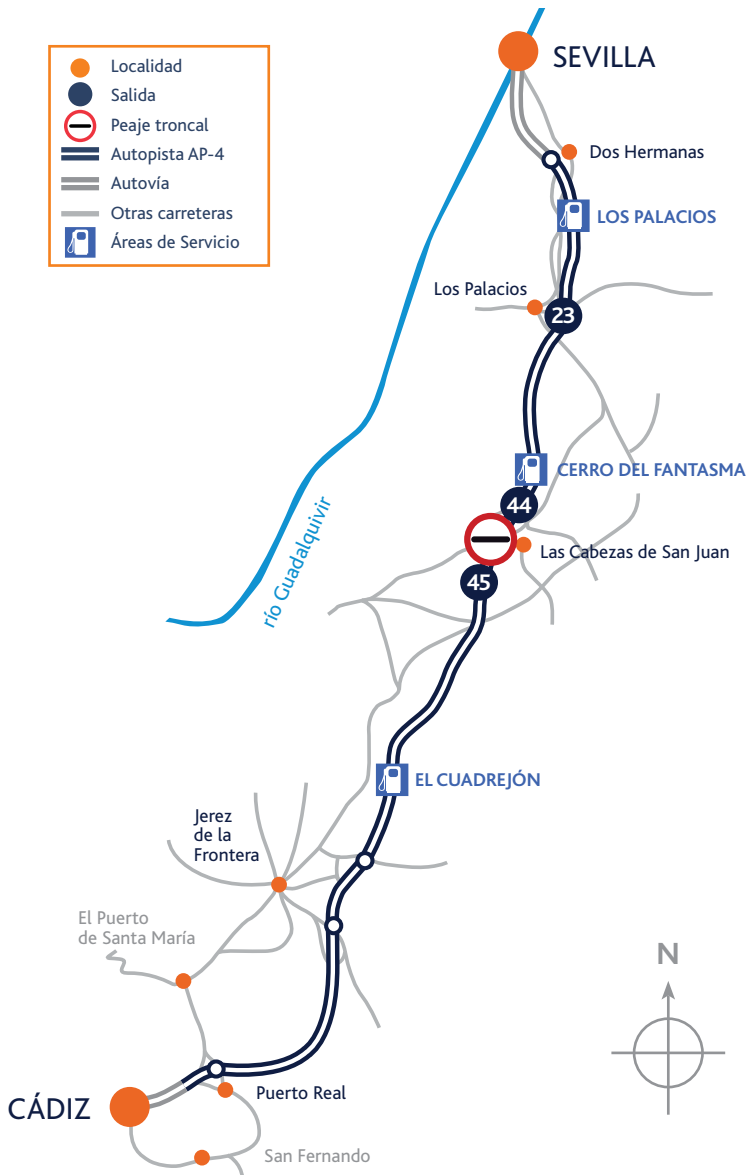 SEVILLA
Localidad
Salida
Peaje troncal
Autopista AP-4
Autovía
Otras carreteras
Áreas de Servicio
Dos Hermanas
LOS PALACIOS
Los Palacios
23
CERRO DEL FANTASMA
44
Las Cabezas de San Juan
45
río Guadalquivir
EL CUADREJÓN
Jerez
de la
Frontera
El Puerto
de Santa María
N
Puerto Real
CÁDIZ
San Fernando